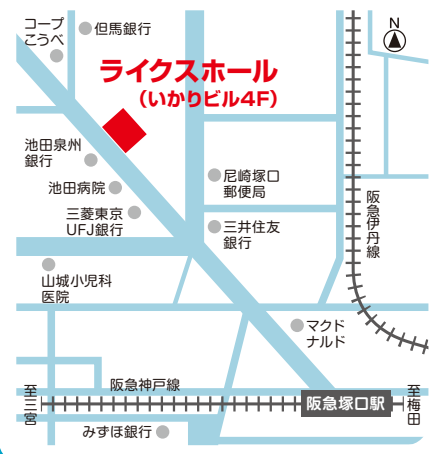 コープ
こうべ
但馬銀行
N
ライクスホール
（いかりビル4F）
池田泉州
銀行
池田病院
三菱東京
UFJ銀行
尼崎塚口
郵便局
三井住友
銀行
阪急伊丹線
山城小児科
医院
マクド
ナルド
阪急神戸線
至三宮
阪急塚口駅
至梅田
みずほ銀行